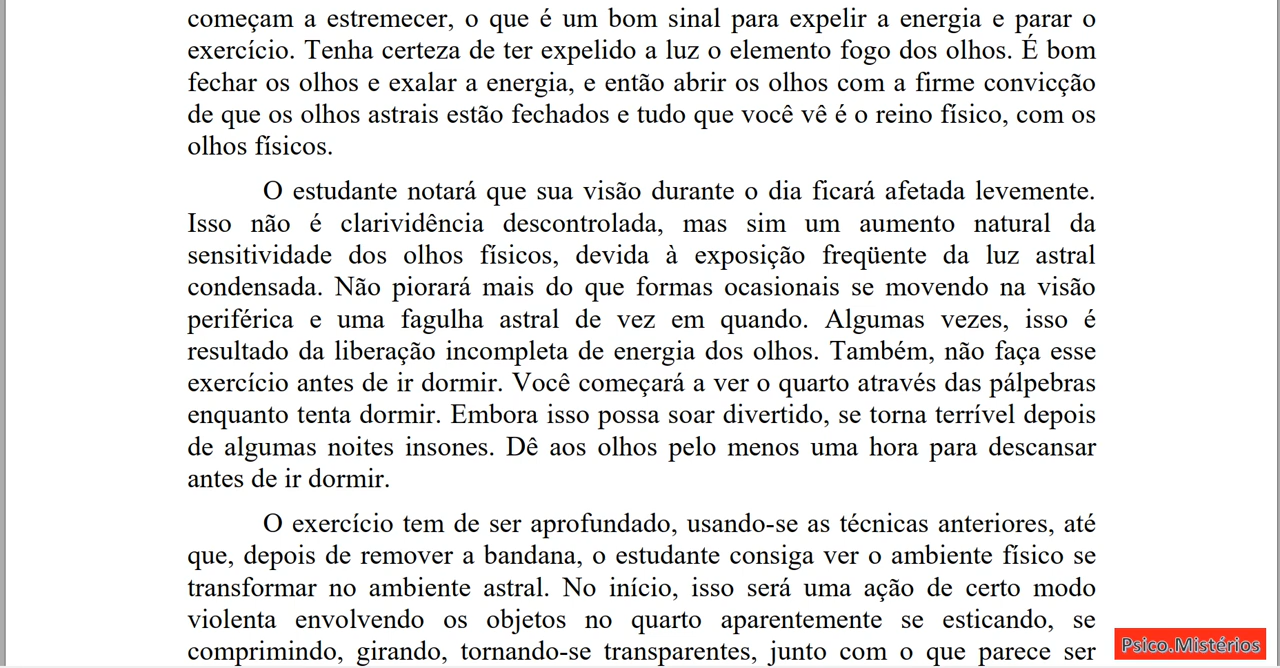 começam a estremecer, o que é um bom sinal para expelir a energia e parar o
exercício. Tenha certeza de ter expelido a luz o elemento fogo dos olhos. É bom
fechar os olhos e exalar a energia, e então abrir os olhos com a firme convicção
de que os olhos astrais estão fechados e tudo que você vê é o reino físico, com os
olhos físicos.
O estudante notará que sua visão durante o dia ficará afetada levemente.
Isso não é clarividência descontrolada, mas sim um aumento natural da
sensitividade dos olhos físicos, devida à exposição freqüente da luz astral
condensada. Não piorará mais do que formas ocasionais se movendo na visão
periférica e uma fagulha astral de vez em quando. Algumas vezes, isso é
resultado da liberação incompleta de energia dos olhos. Também, não faça esse
exercício antes de ir dormir. Você começará a ver o quarto através das pálpebras
enquanto tenta dormir. Embora isso possa soar divertido, se torna terrível depois
de algumas noites insones. Dê aos olhos pelo menos uma hora para descansar
antes de ir dormir.
O exercício tem de ser aprofundado, usando-se as técnicas anteriores, até
que, depois de remover a bandana, o estudante consiga ver o ambiente físico se
transformar no ambiente astral. No início, isso será uma ação de certo modo
violenta envolvendo os objetos no quarto aparentemente se esticando, se
comprimindo, girando, tornando-se transparentes, junto com o que parece ser
Psico.Mistérios